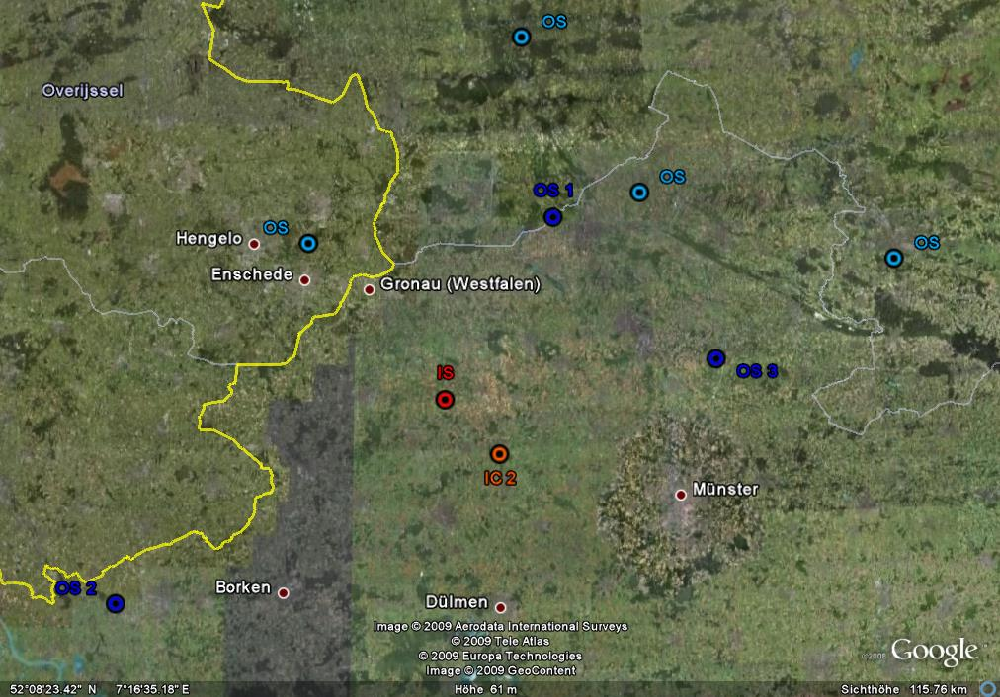 OS
Overijssel
OS 1
OS
Hengelo
OS
OS
Enschede
Gronau (Westfalen)
IS
OS 3
IC 2
Münster
OS 2
Borken
Dülmen
Image © 2009 Aerodata International Surveys
© 2009 Tele Atlas
© 2009 Europa Technologies
Image © 2009 GeoContent
©2008 Google™
52°08'23.42" N 7°16'35.18" E Höhe 61 m Sichthöhe 115.76 km